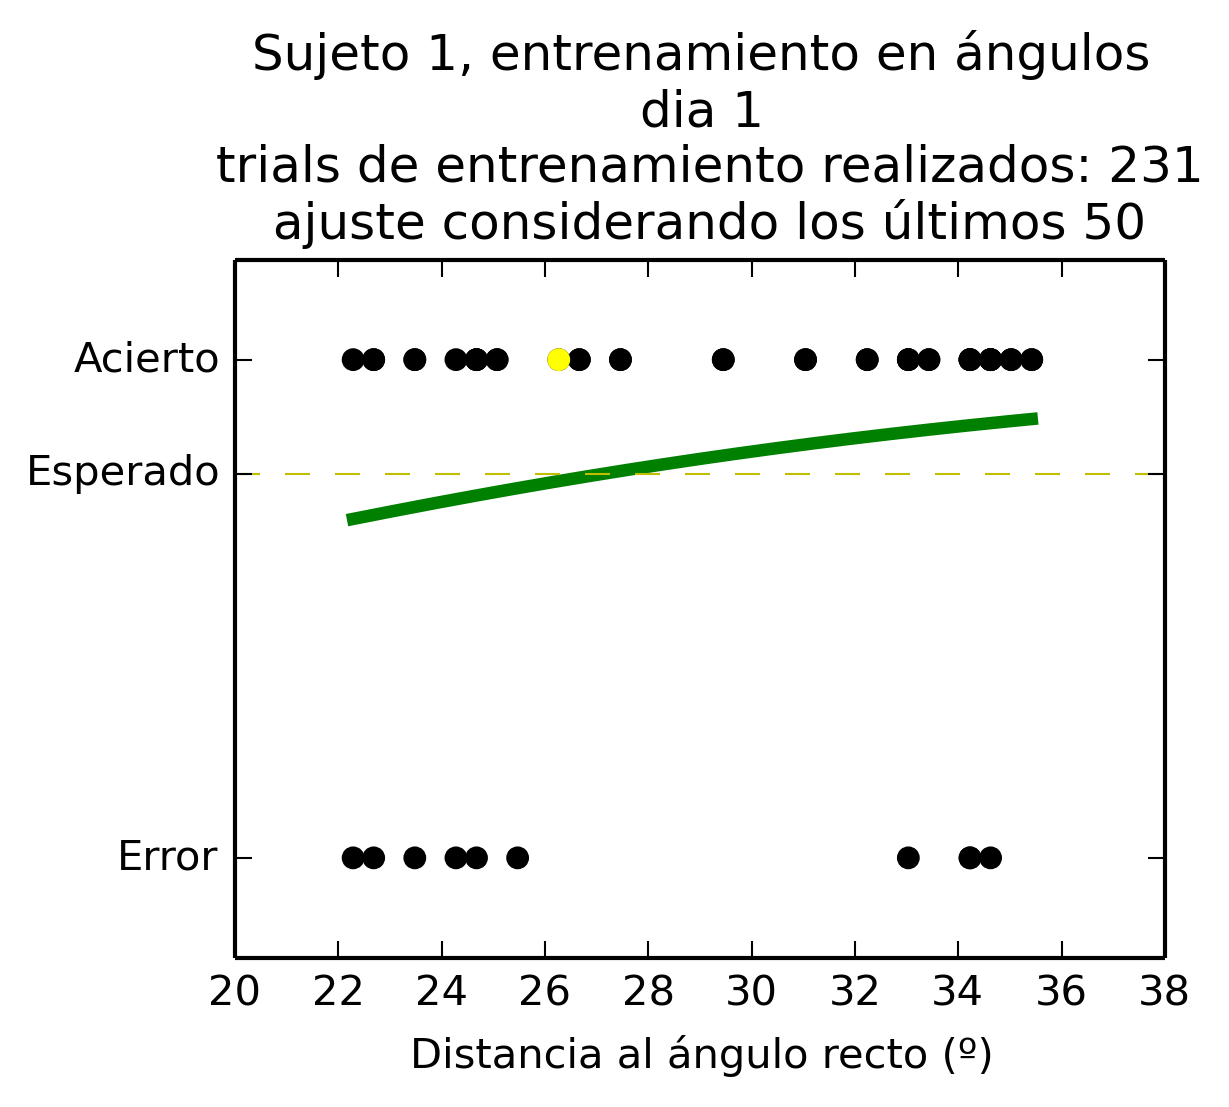 Sujeto 1, entrenamiento en ángulos
dia 1
trials de entrenamiento realizados: 231
ajuste considerando los últimos 50
Acierto
Esperado
Error
20 22 24 26 28 30 32 34 36 38
Distancia al ángulo recto (º)